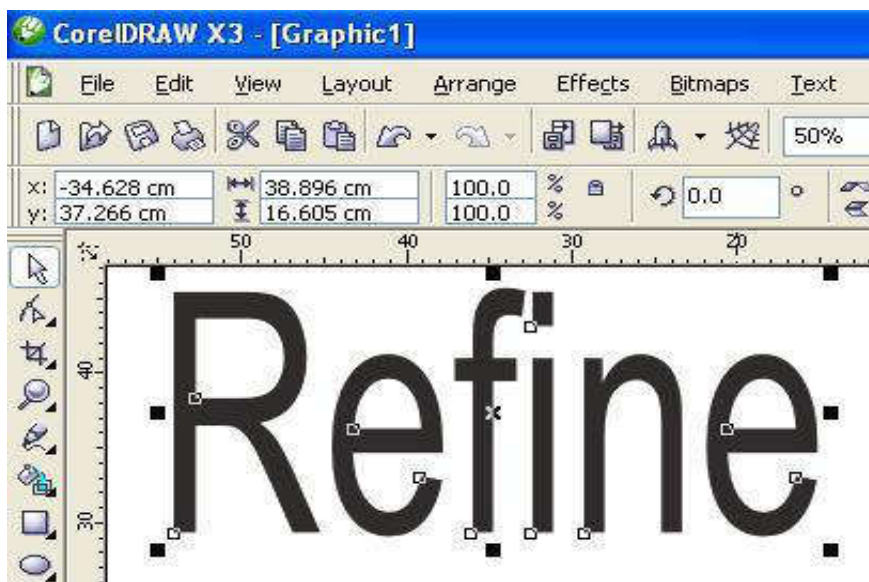 CorelDRAW X3 - [Graphic1]
File Edit View Layout Arrange Effects Bitmaps Text
50%
x: -34.628 cm 38.896 cm 100.0 % 0.0 °
y: 37.266 cm 16.605 cm 100.0 %
50 40 30 20
40
30
Refine